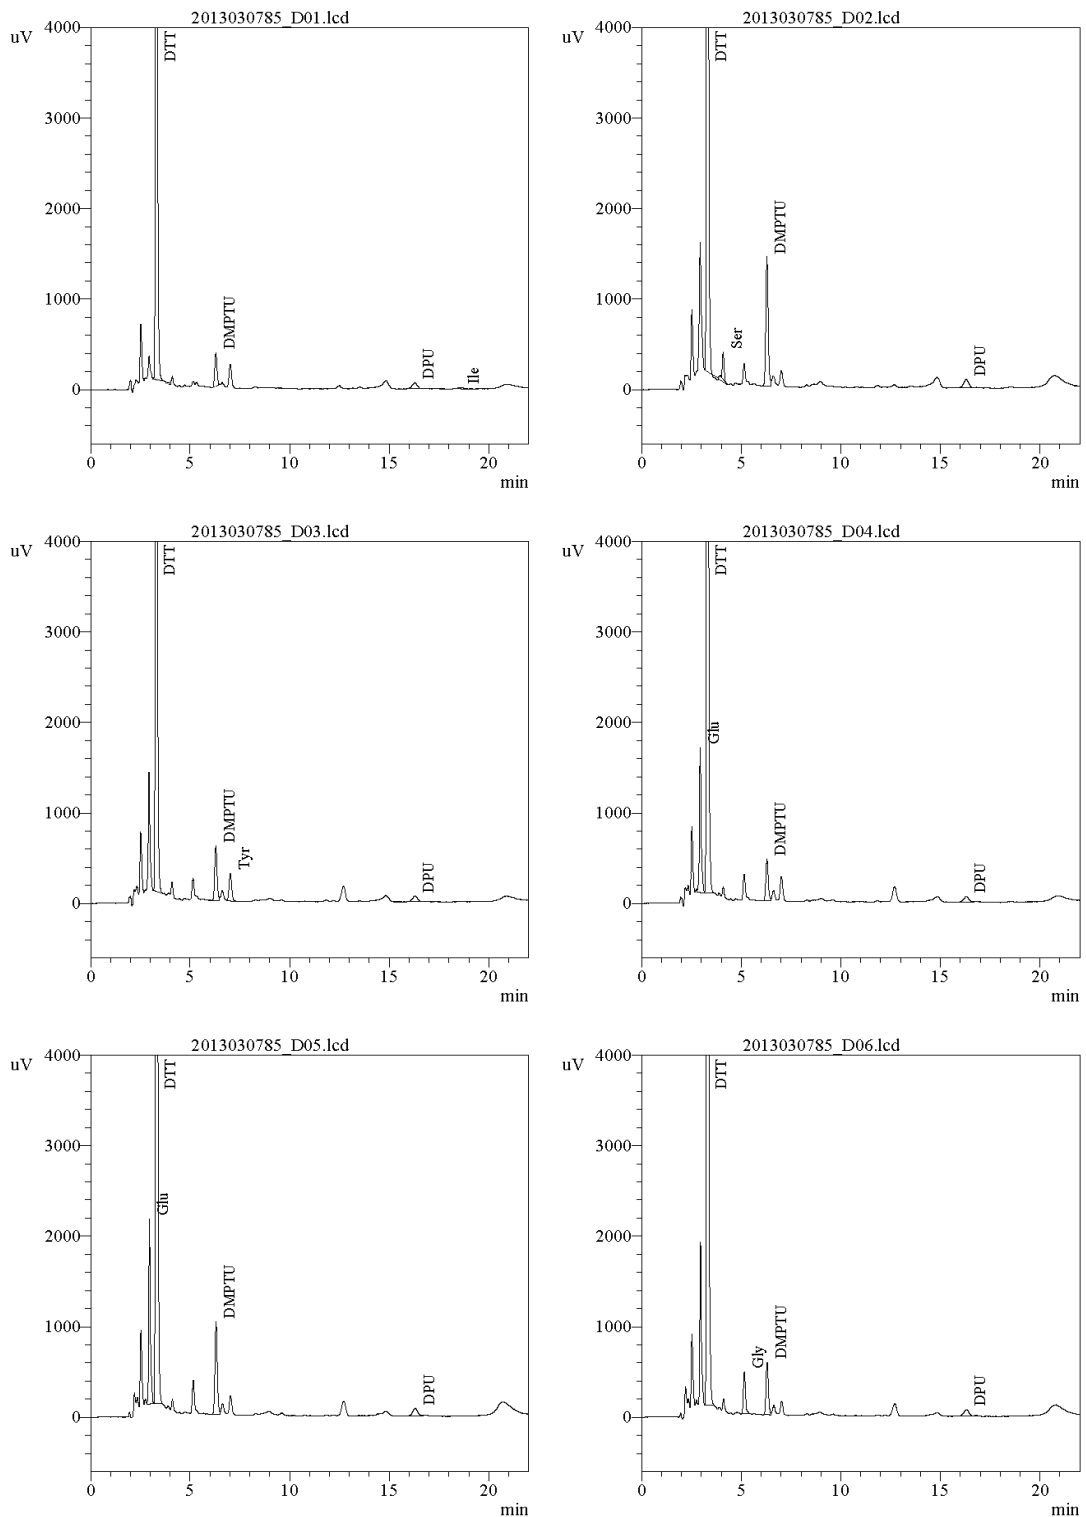 2013030785_D01.lcd
uV
4000
3000
2000
1000
0
DTT
DMPTU
DPU
Ile
0 5 10 15 20
min
2013030785_D02.lcd
uV
4000
3000
2000
1000
0
DTT
Ser
DMPTU
DPU
0 5 10 15 20
min
2013030785_D03.lcd
uV
4000
3000
2000
1000
0
DTT
DMPTU
Tyr
DPU
0 5 10 15 20
min
2013030785_D04.lcd
uV
4000
3000
2000
1000
0
Glu
DTT
DMPTU
DPU
0 5 10 15 20
min
2013030785_D05.lcd
uV
4000
3000
2000
1000
0
Glu
DTT
DMPTU
DPU
0 5 10 15 20
min
2013030785_D06.lcd
uV
4000
3000
2000
1000
0
DTT
Gly
DMPTU
DPU
0 5 10 15 20
min